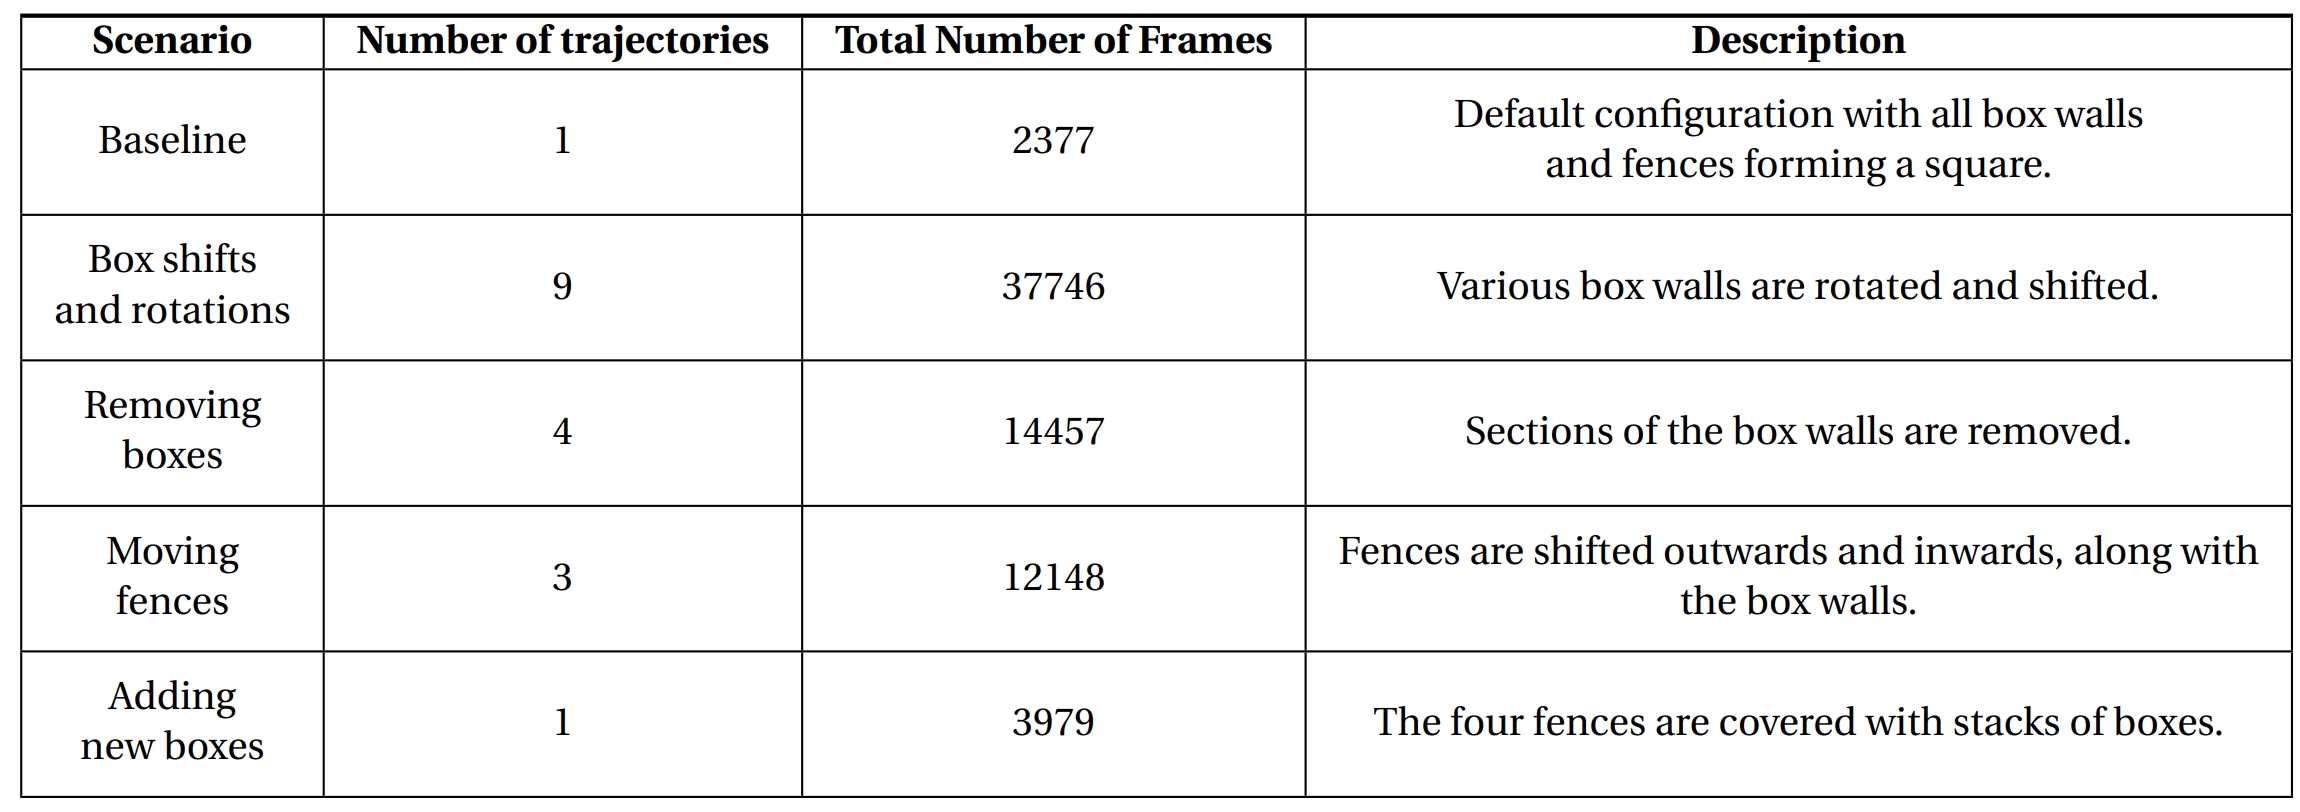 Scenario Number of trajectories Total Number of Frames Description
Baseline 1 2377 Default configuration with all box walls
and fences forming a square.
Box shifts
and rotations 9 37746 Various box walls are rotated and shifted.
Removing
boxes 4 14457 Sections of the box walls are removed.
Moving
fences 3 12148 Fences are shifted outwards and inwards, along with
the box walls.
Adding
new boxes 1 3979 The four fences are covered with stacks of boxes.